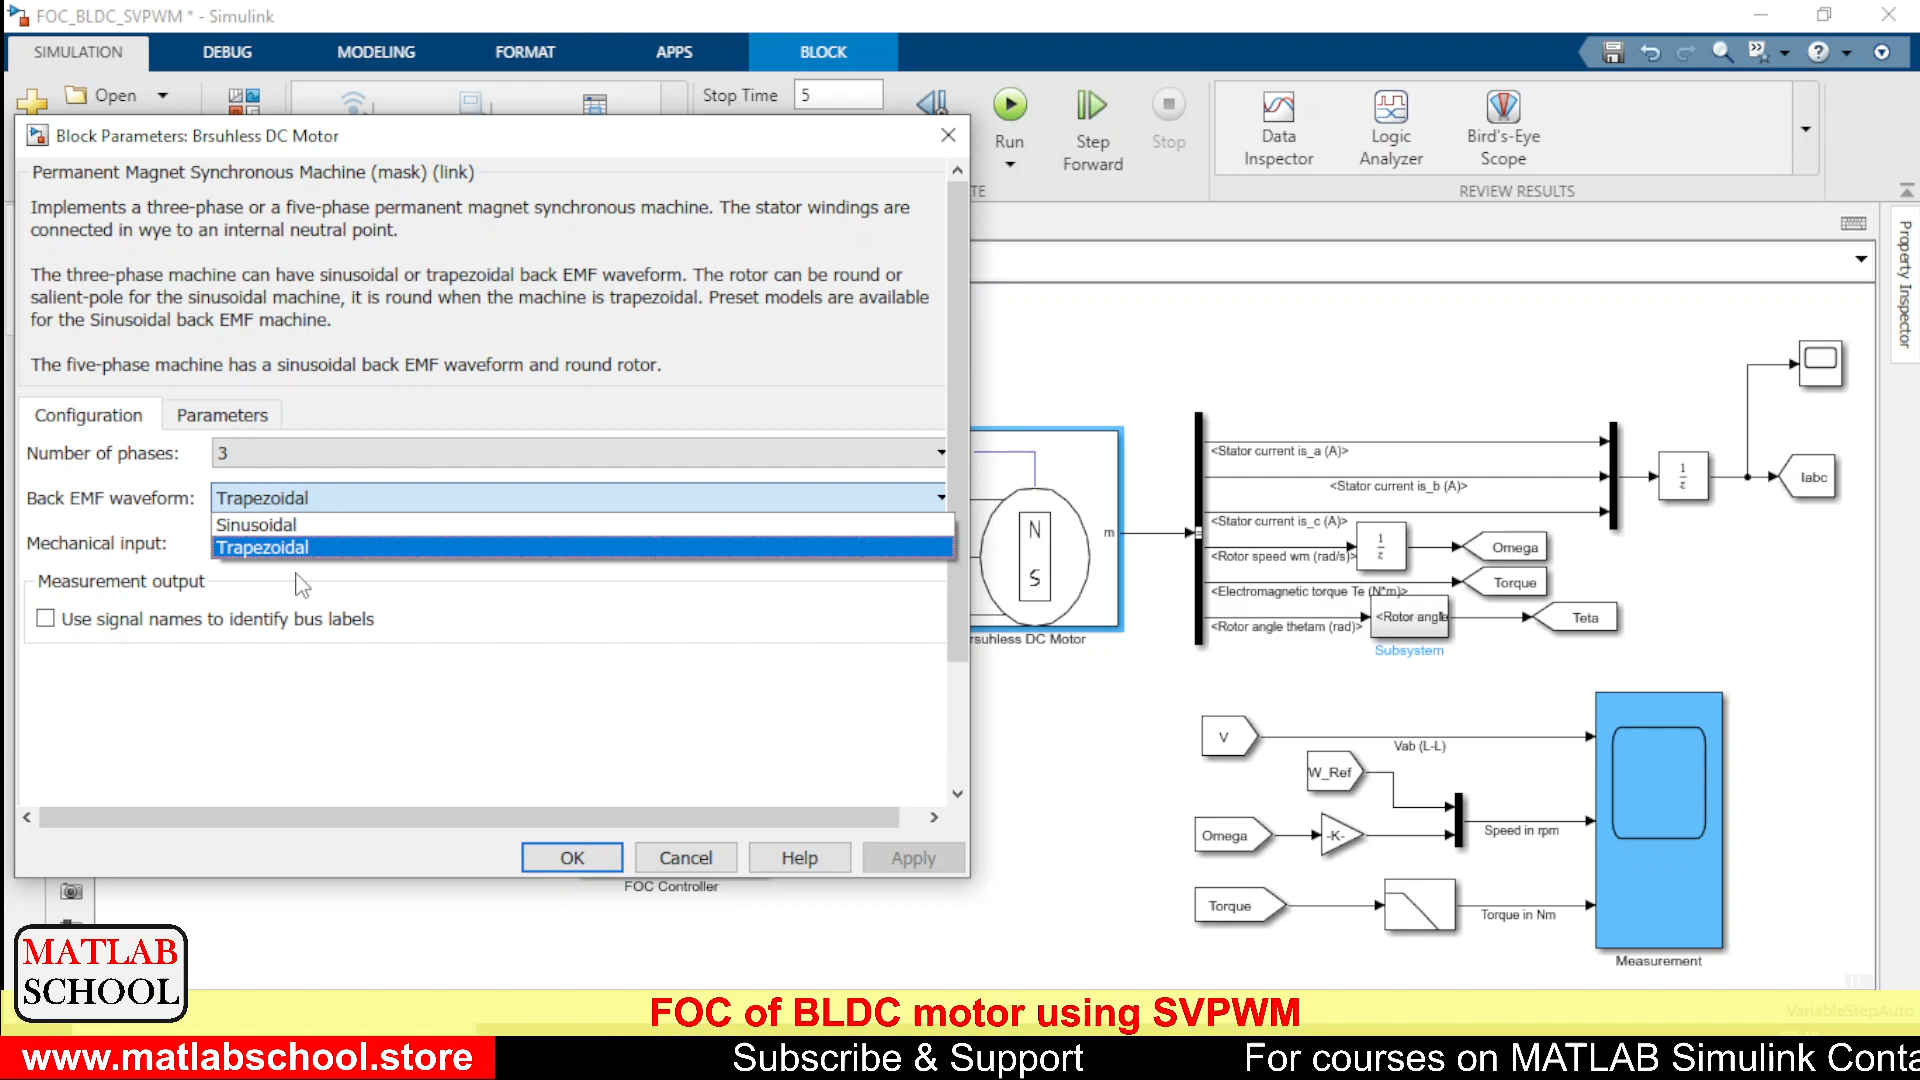 FOC_BLDC_SVPWM * - Simulink
SIMULATION
DEBUG
MODELING
FORMAT
APPS
BLOCK
Open
Stop Time
5
Run
Step
Forward
Stop
Data
Inspector
Logic
Analyzer
Bird's-Eye
Scope
REVIEW RESULTS
Block Parameters: Brsuhless DC Motor
Permanent Magnet Synchronous Machine (mask) (link)
Implements a three-phase or a five-phase permanent magnet synchronous machine. The stator windings are
connected in wye to an internal neutral point.
The three-phase machine can have sinusoidal or trapezoidal back EMF waveform. The rotor can be round or
salient-pole for the sinusoidal machine, it is round when the machine is trapezoidal. Preset models are available
for the Sinusoidal back EMF machine.
The five-phase machine has a sinusoidal back EMF waveform and round rotor.
Configuration
Parameters
Number of phases:
3
Back EMF waveform:
Trapezoidal
Sinusoidal
Trapezoidal
Mechanical input:
Measurement output
Use signal names to identify bus labels
OK
Cancel
Help
Apply
Property Inspector
N
S
m
rsuhless DC Motor
<Stator current is_a (A)>
<Stator current is_b (A)>
<Stator current is_c (A)>
<Rotor speed wm (rad/s)>
<Electromagnetic torque Te (N*m)>
<Rotor angle thetam (rad)>
1
z
Iabc
1
z
Omega
Torque
<Rotor angle
Teta
Subsystem
V
Vab (L-L)
W_Ref
Omega
-K-
Speed in rpm
Torque
Torque in Nm
Measurement
FOC Controller
VariableStepAuto
MATLAB
SCHOOL
FOC of BLDC motor using SVPWM
www.matlabschool.store
Subscribe & Support
For courses on MATLAB Simulink Conta